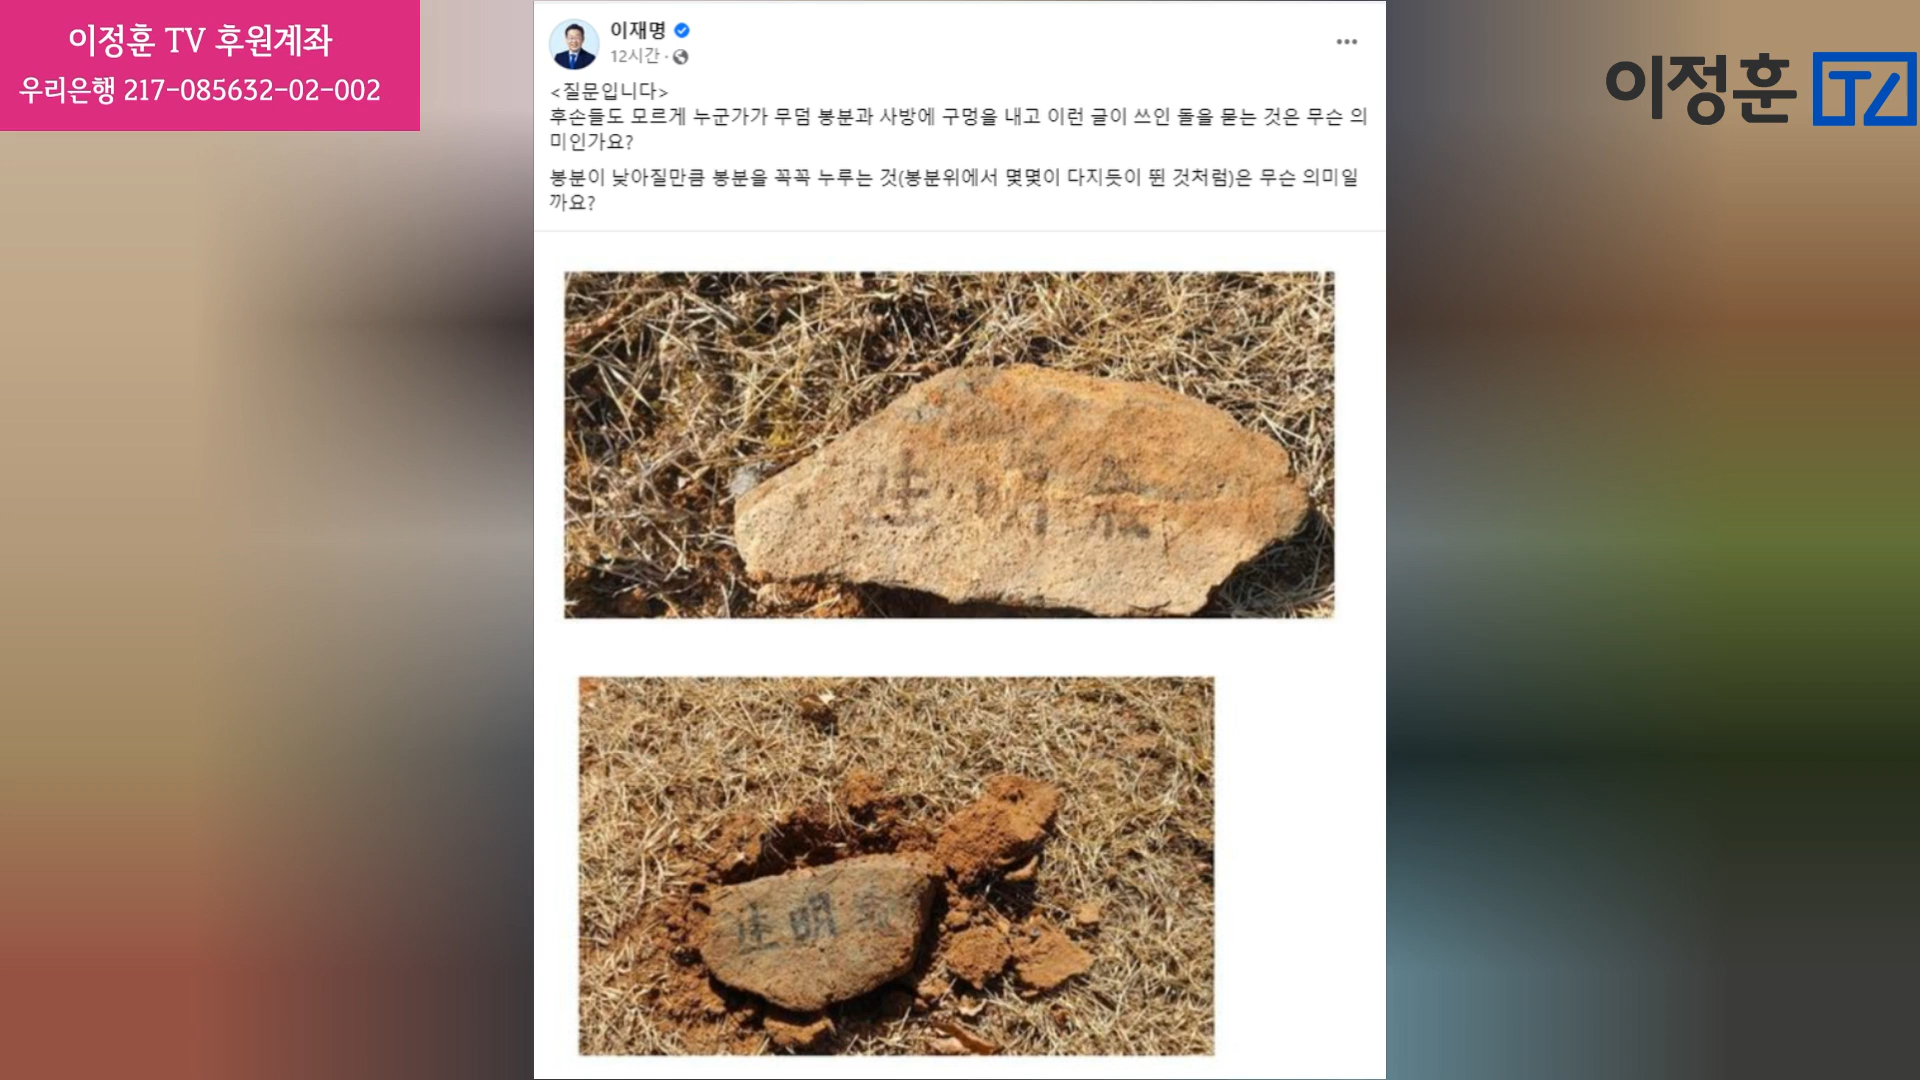 이정훈 TV 후원계좌
우리은행 217-085632-02-002
이재명
12시간 ·
<질문입니다>
후손들도 모르게 누군가가 무덤 봉분과 사방에 구멍을 내고 이런 글이 쓰인 돌을 묻는 것은 무슨 의
미인가요?
봉분이 낮아질만큼 봉분을 꼭꼭 누루는 것(봉분위에서 몇몇이 다지듯이 뛴 것처럼)은 무슨 의미일
까요?
이정훈 TV
生明
生明